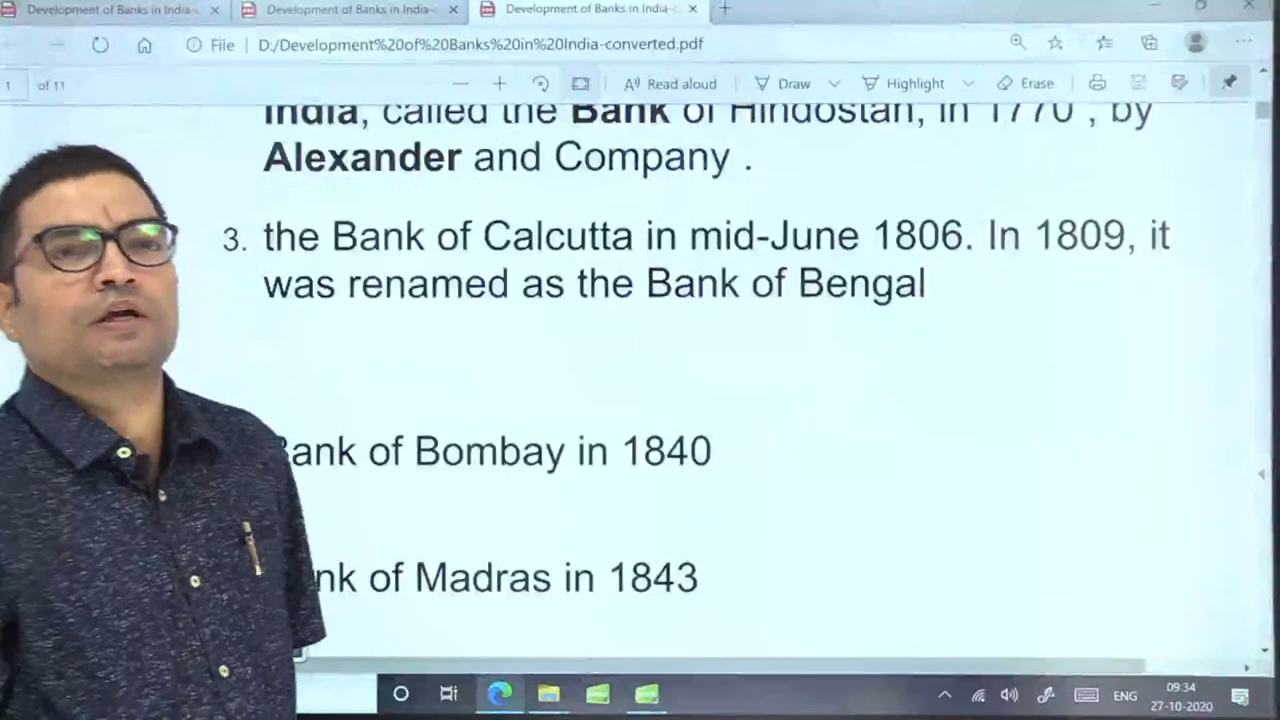 Development of Banks in India-c
Development of Banks in India-
Development of Banks in India-c
File
D:/Development%20of%20Banks%20in%20India-converted.pdf
1 of 11
Read aloud
Draw
Highlight
Erase
India, called the Bank of Hindostan, in 1770 , by
Alexander and Company .
3. the Bank of Calcutta in mid-June 1806. In 1809, it
was renamed as the Bank of Bengal
Bank of Bombay in 1840
nk of Madras in 1843
ENG
09:34
27-10-2020